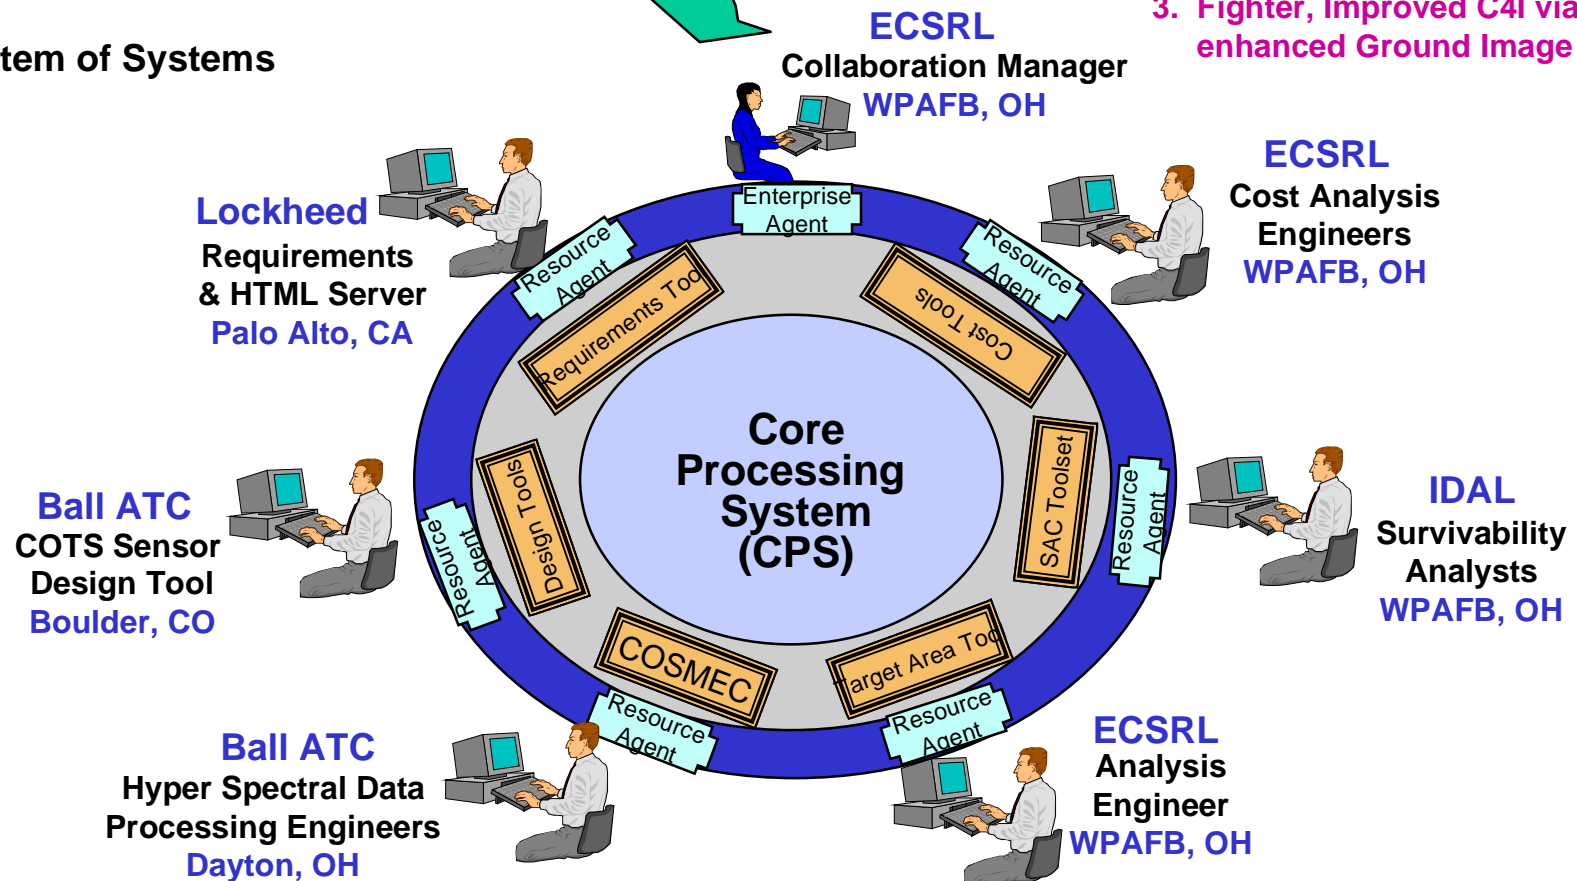 3. Fighter, Improved C4I via
enhanced Ground Image
tem of Systems
ECSRL
Collaboration Manager
WPAFB, OH
Lockheed
Requirements
& HTML Server
Palo Alto, CA
ECSRL
Cost Analysis
Engineers
WPAFB, OH
Enterprise
Agent
Resource
Agent
Requirements Too
Resource
Agent
Cost Tools
Core
Processing
System
(CPS)
Ball ATC
COTS Sensor
Design Tool
Boulder, CO
Resource
Agent
Design Tools
SAC Toolset
Resource
Agent
IDAL
Survivability
Analysts
WPAFB, OH
COSMEC
Resource
Agent
Target Area Too
Resource
Agent
Ball ATC
Hyper Spectral Data
Processing Engineers
Dayton, OH
ECSRL
Analysis
Engineer
WPAFB, OH